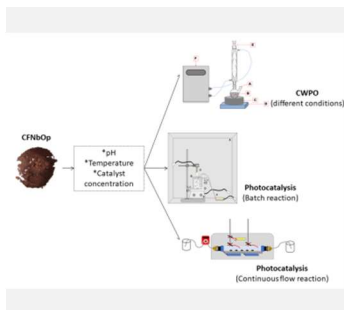 CWPO
(different conditions)
CFNbOp
*pH
*Temperature
*Catalyst
concentration
Photocatalysis
(Batch reaction)
Photocatalysis
(Continuous flow reaction)